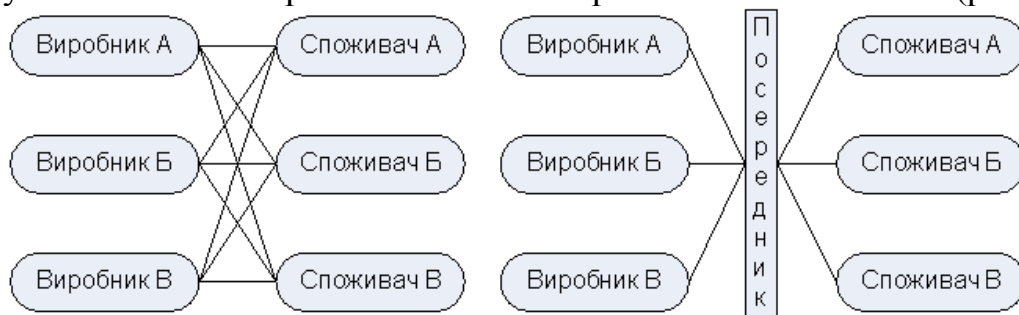 Виробник А
Споживач А
Виробник Б
Споживач Б
Виробник В
Споживач В
Виробник А
Виробник Б
Виробник В
Посередник
Споживач А
Споживач Б
Споживач В